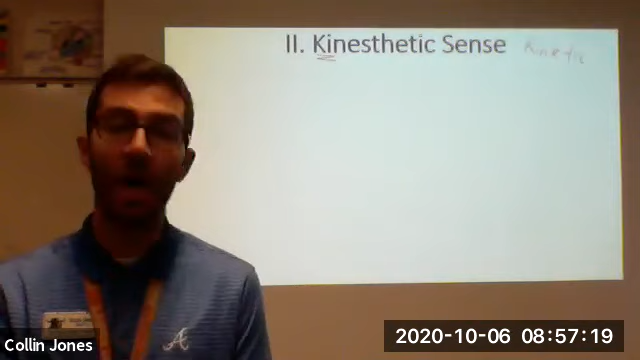 II. Kinesthetic Sense
Kinetic
A
Collin Jones
2020-10-06 08:57:19